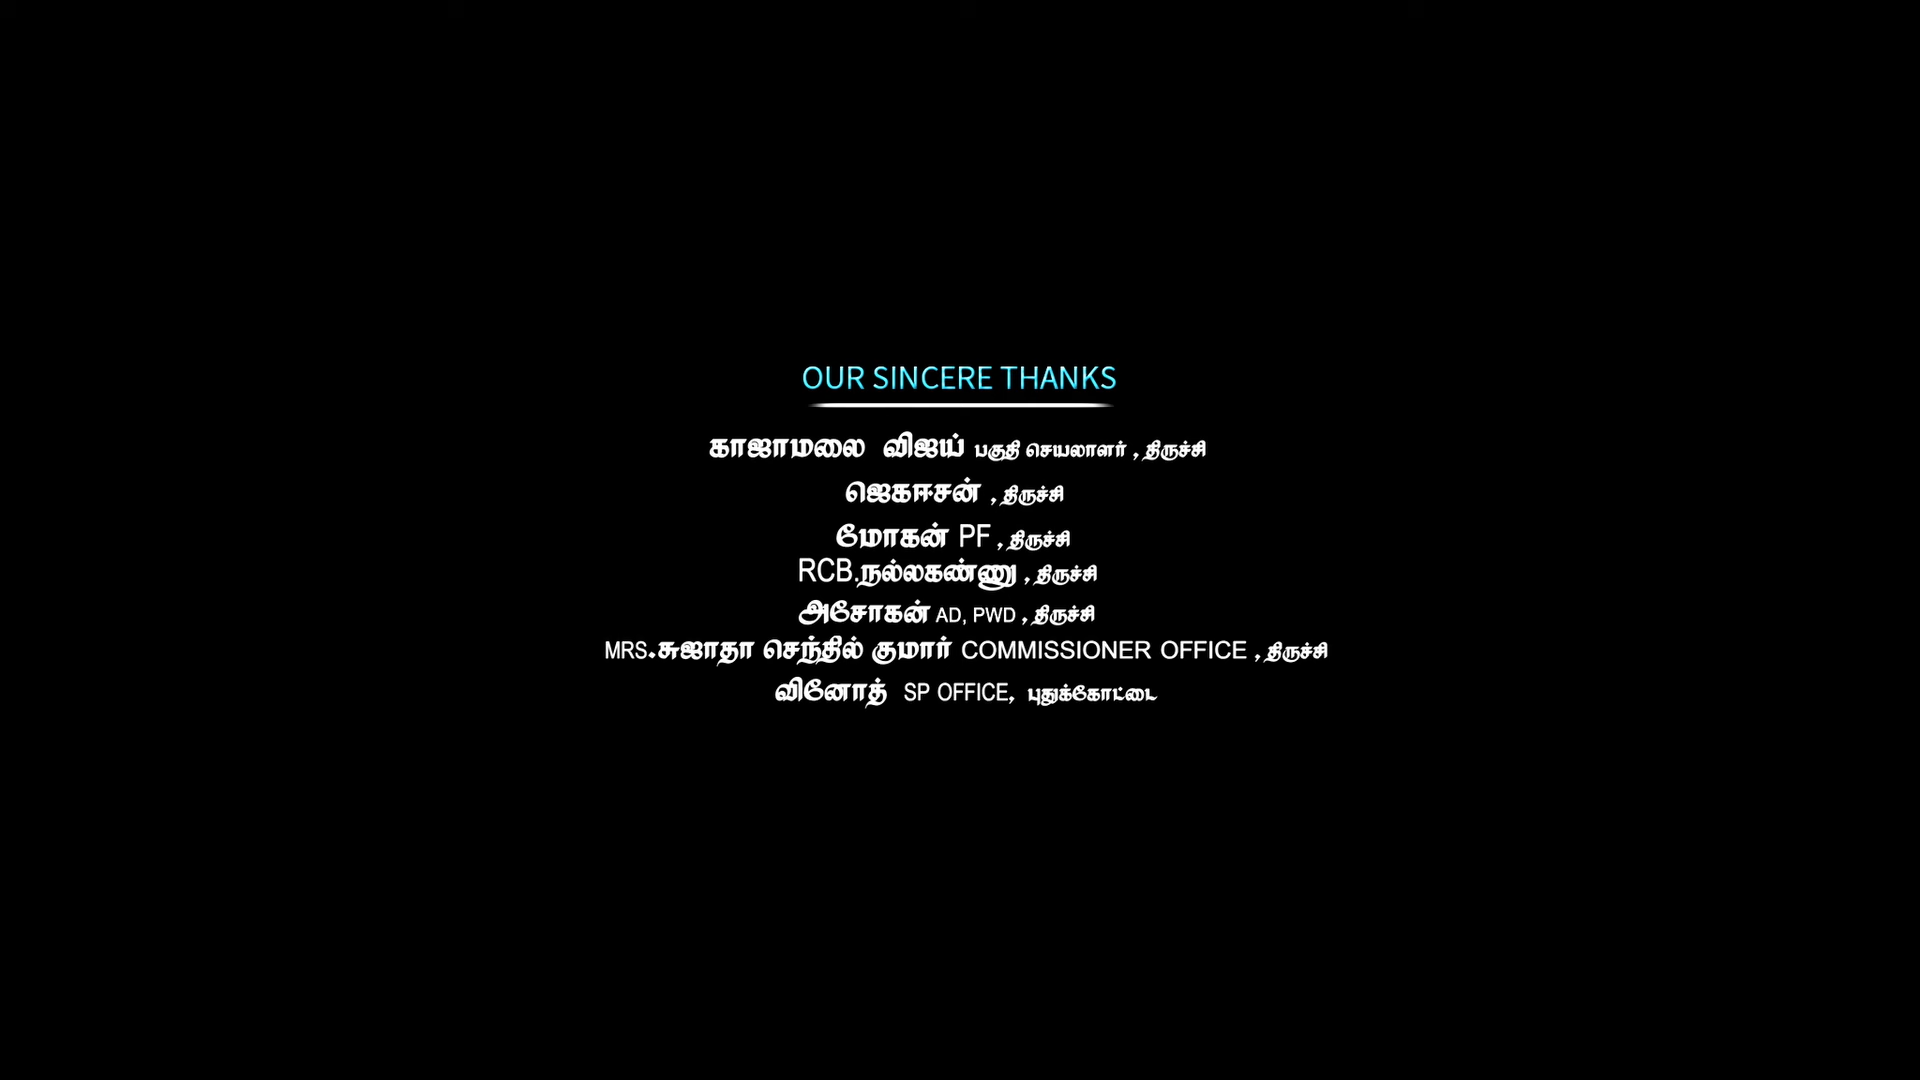 OUR SINCERE THANKS
காஜாமலை விஜய் பகுதி செயலாளர் , திருச்சி
ஜெகஈசன் , திருச்சி
மோகன் PF , திருச்சி
RCB.நல்லகண்ணு , திருச்சி
அசோகன் AD, PWD , திருச்சி
MRS.சுஜாதா செந்தில் குமார் COMMISSIONER OFFICE , திருச்சி
வினோத் SP OFFICE, புதுக்கோட்டை